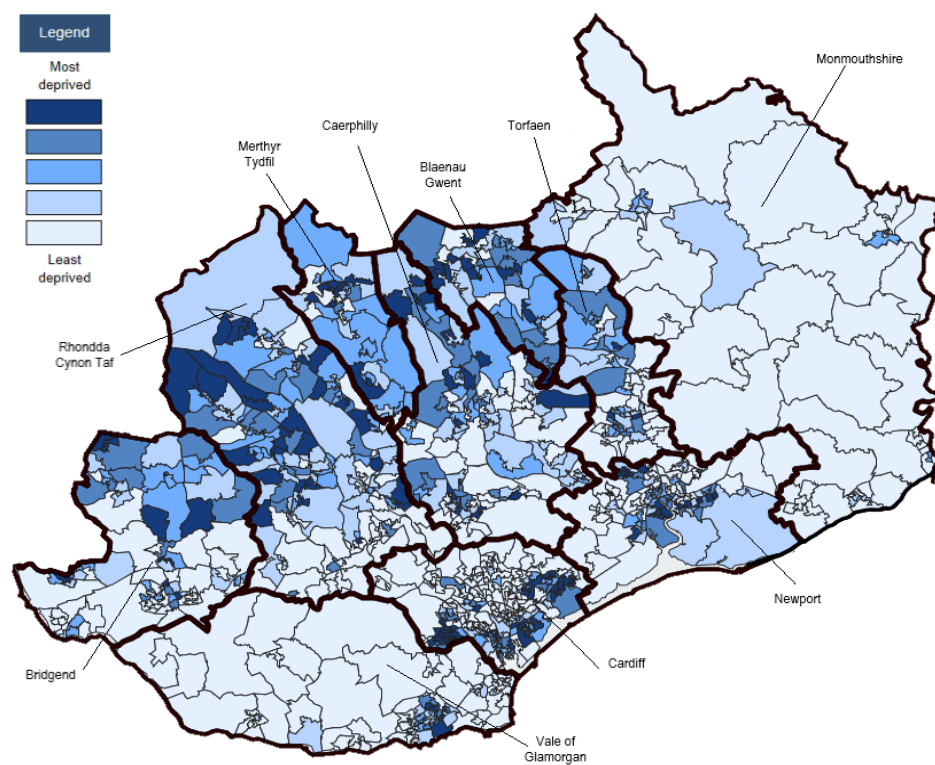 Legend
Most
deprived
Least
deprived
Monmouthshire
Caerphilly
Torfaen
Merthyr
Tydfil
Blaenau
Gwent
Rhondda
Cynon Taf
Newport
Cardiff
Bridgend
Vale of
Glamorgan